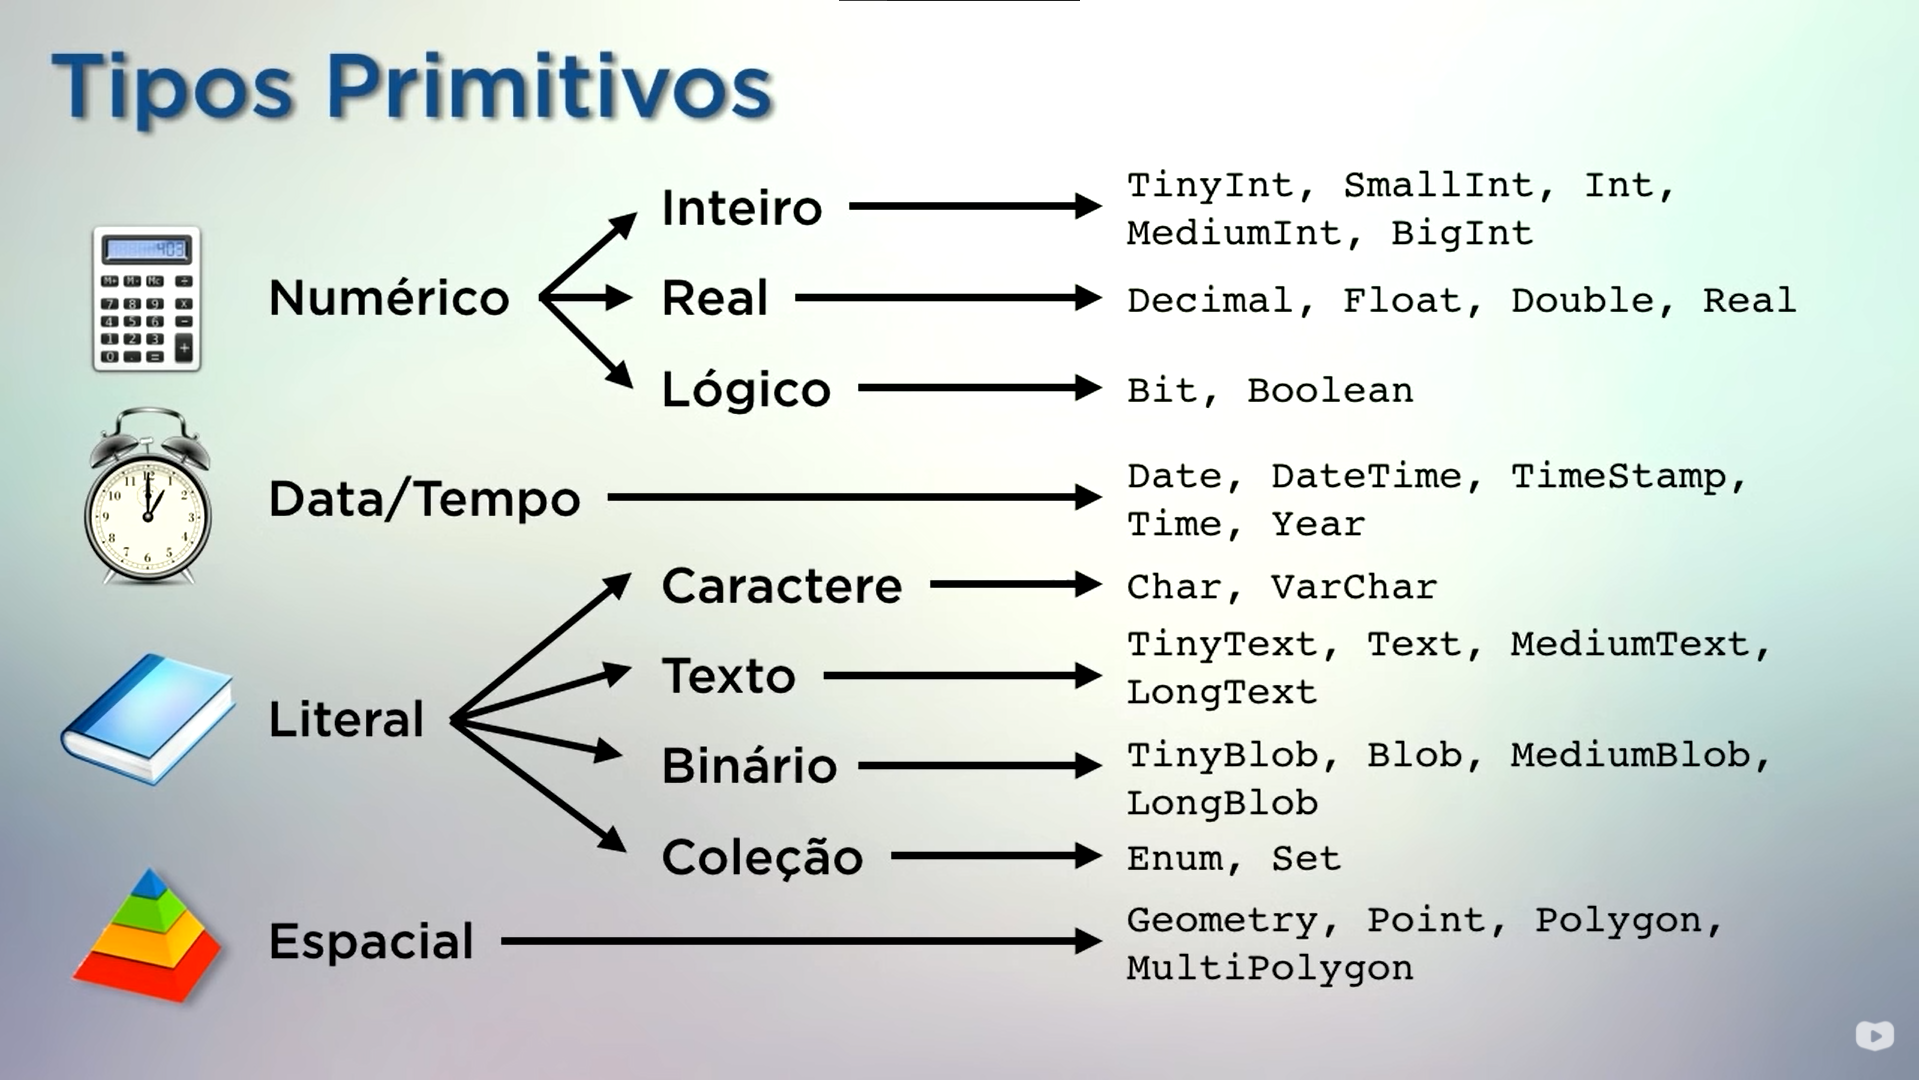 Tipos Primitivos
Numérico
Inteiro
TinyInt, SmallInt, Int,
MediumInt, BigInt
Real
Decimal, Float, Double, Real
Lógico
Bit, Boolean
Data/Tempo
Date, DateTime, TimeStamp,
Time, Year
Literal
Caractere
Char, VarChar
Texto
TinyText, Text, MediumText,
LongText
Binário
TinyBlob, Blob, MediumBlob,
LongBlob
Coleção
Enum, Set
Espacial
Geometry, Point, Polygon,
MultiPolygon